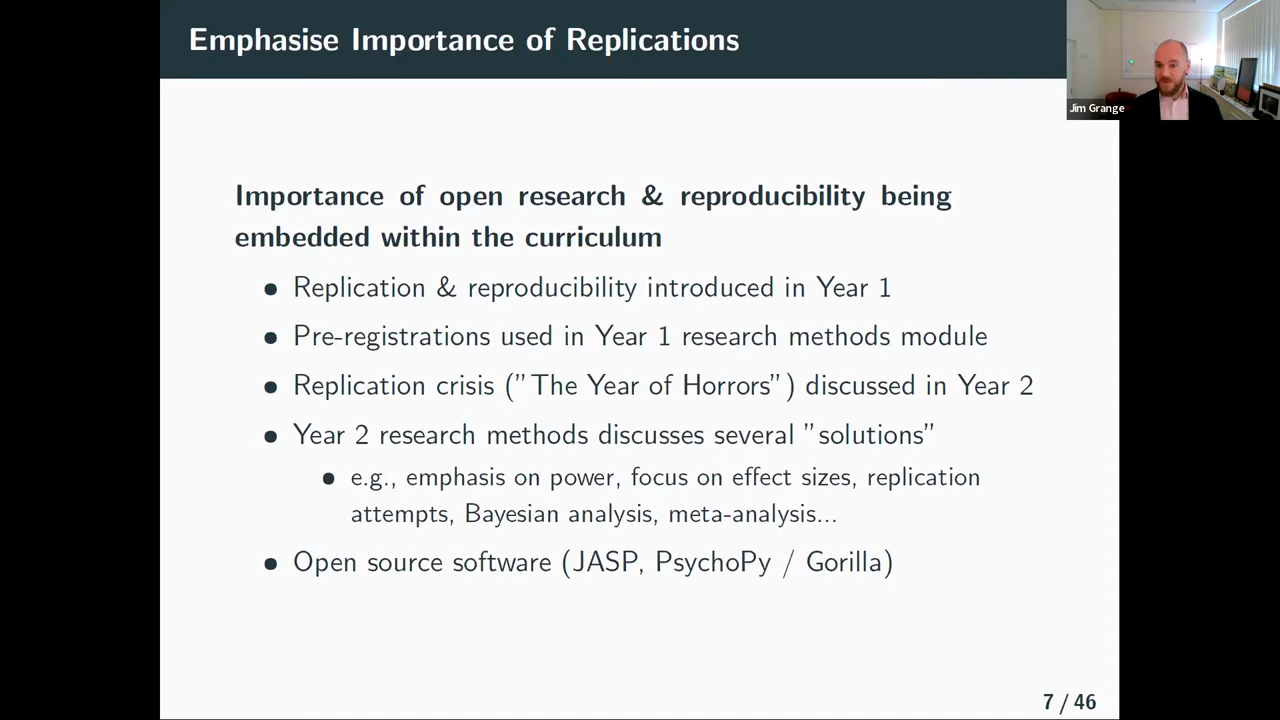 Emphasise Importance of Replications
Jim Grange
Importance of open research & reproducibility being
embedded within the curriculum
• Replication & reproducibility introduced in Year 1
• Pre-registrations used in Year 1 research methods module
• Replication crisis ("The Year of Horrors") discussed in Year 2
• Year 2 research methods discusses several "solutions"
• e.g., emphasis on power, focus on effect sizes, replication
attempts, Bayesian analysis, meta-analysis...
• Open source software (JASP, PsychoPy / Gorilla)
7 / 46